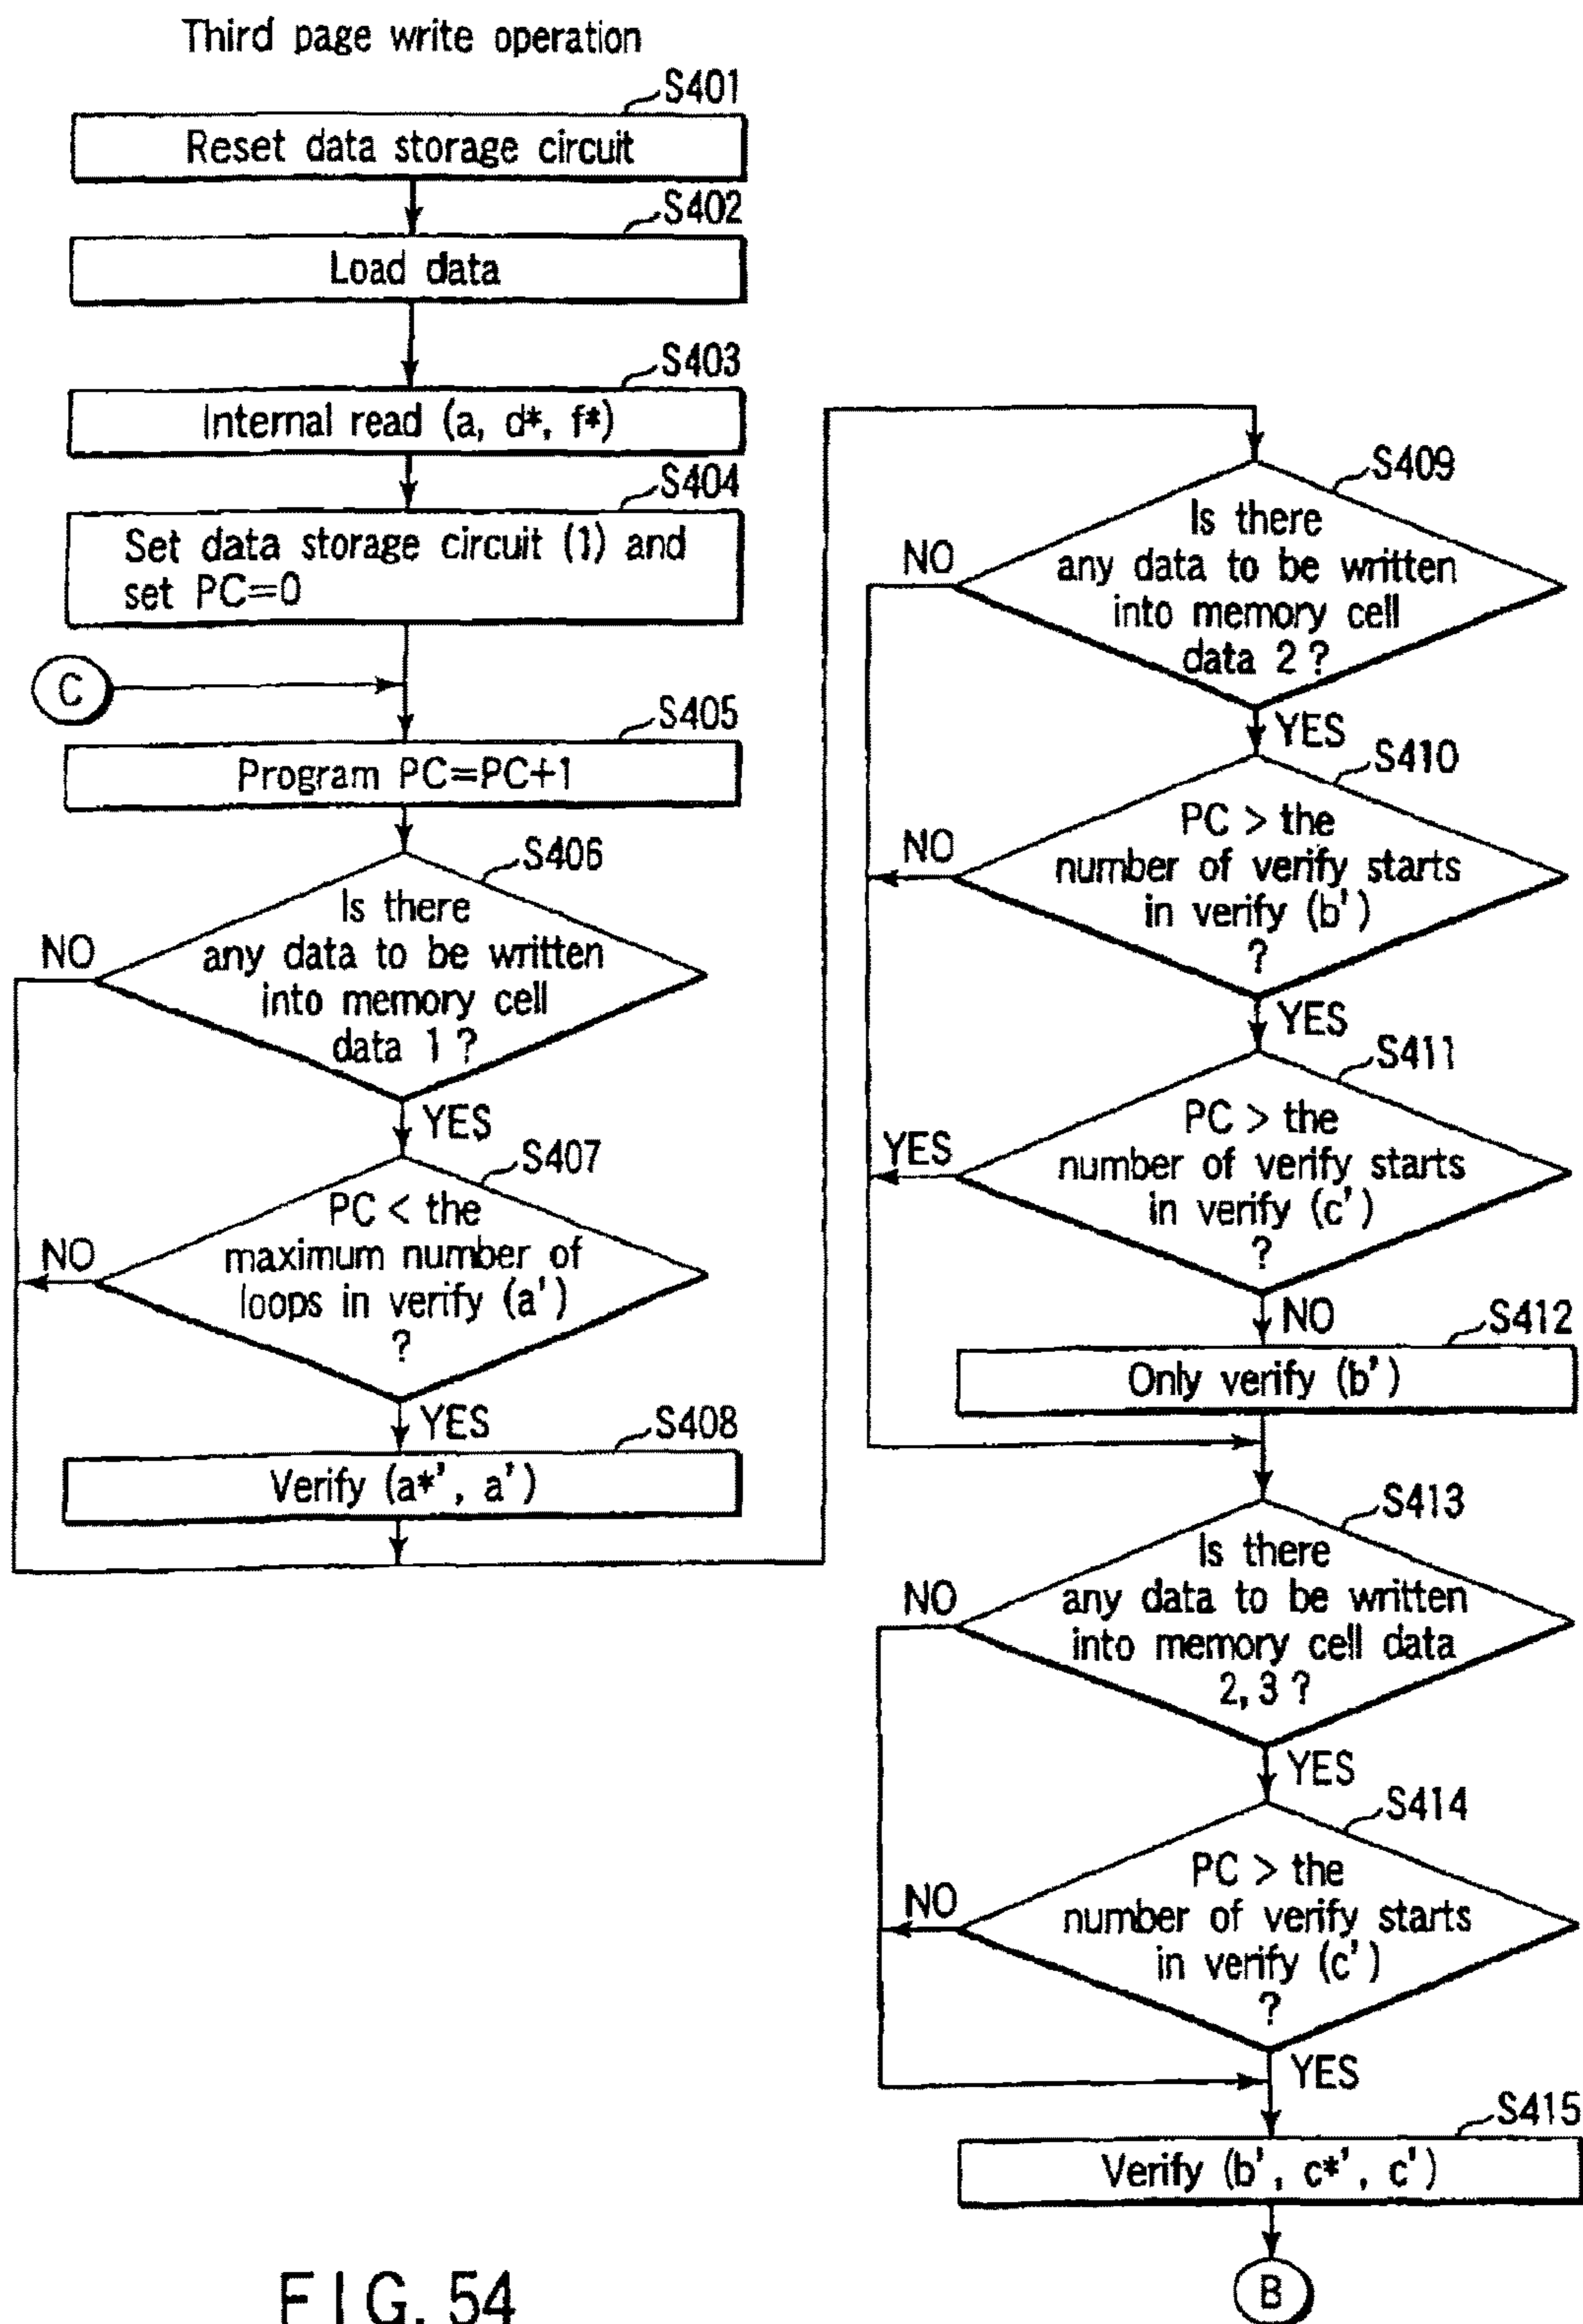 Third page write operation
S401
Reset data storage circuit
S402
Load data
S403
Internal read (a, d*, f*)
S404
Set data storage circuit (1) and
set PC=0
C
S405
Program PC=PC+1
S406
Is there
any data to be written
into memory cell
data 1 ?
NO
YES
S407
PC < the
maximum number of
loops in verify (a')
?
NO
YES
S408
Verify (a*', a')
S409
Is there
any data to be written
into memory cell
data 2 ?
NO
YES
S410
PC > the
number of verify starts
in verify (b')
?
NO
YES
S411
PC > the
number of verify starts
in verify (c')
?
YES
NO
S412
Only verify (b')
S413
Is there
any data to be written
into memory cell data
2, 3 ?
NO
YES
S414
PC > the
number of verify starts
in verify (c')
?
NO
YES
S415
Verify (b', c*', c')
B
FIG. 54